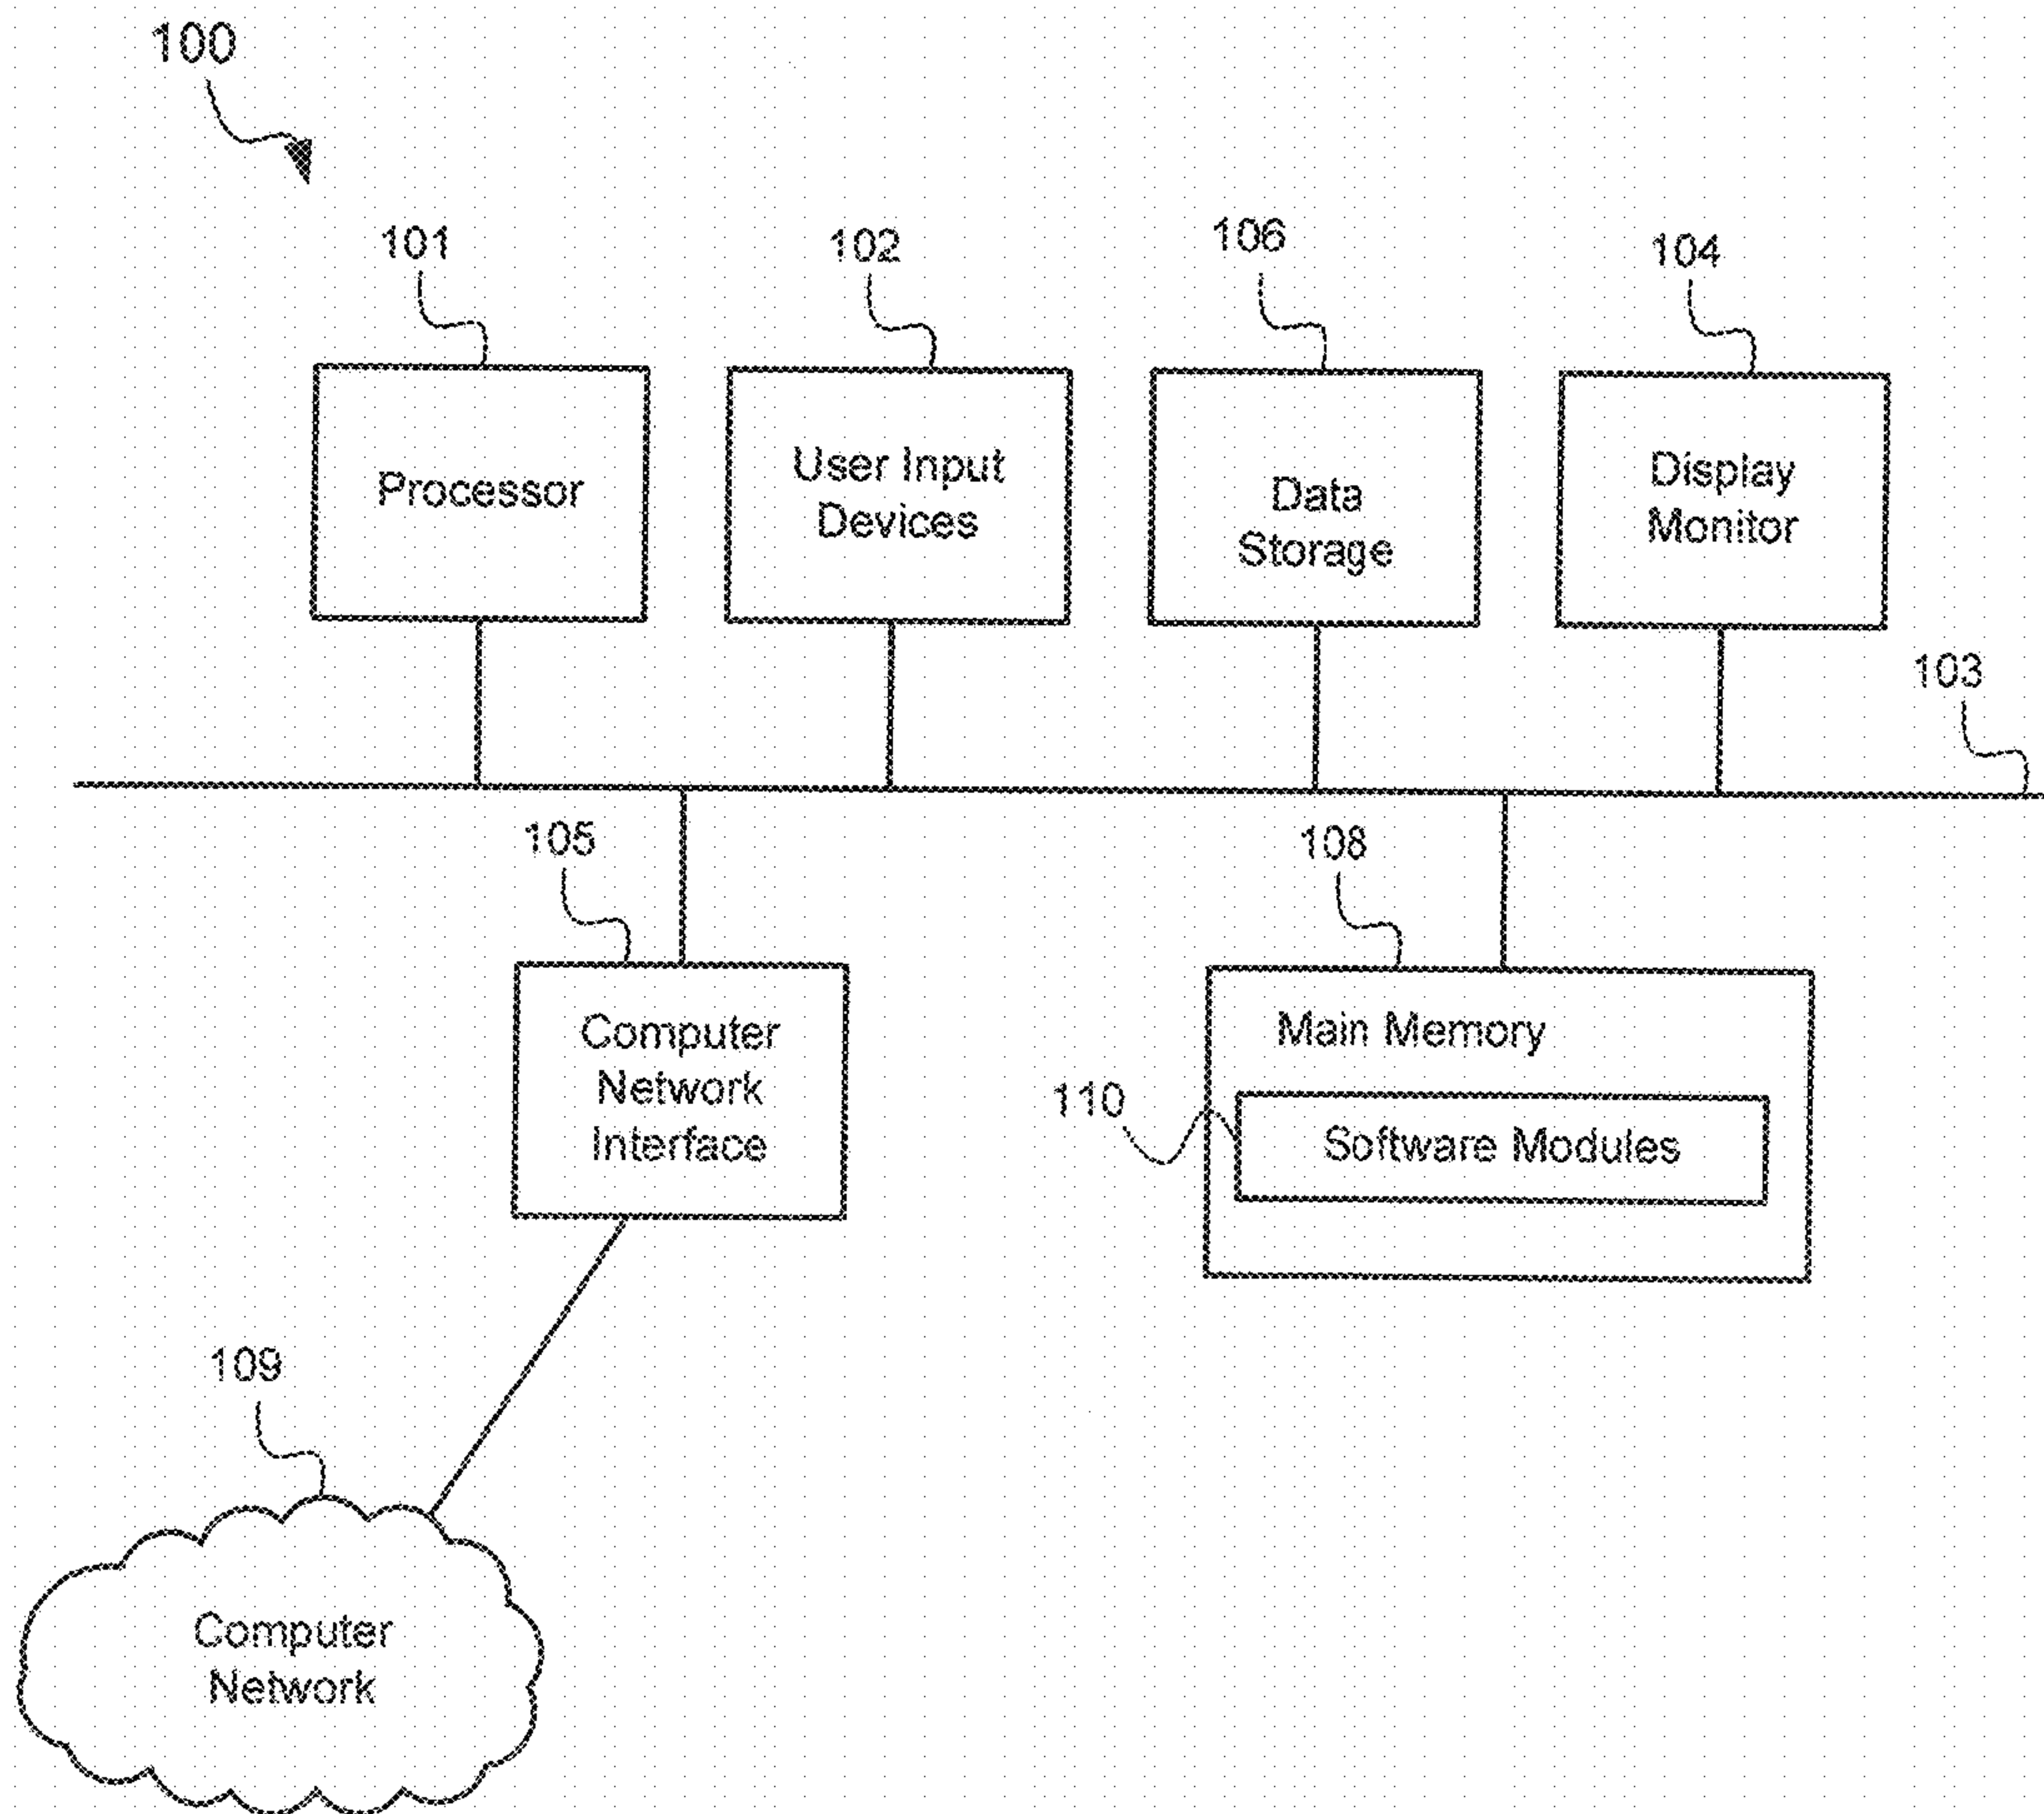 100
101
102
106
104
Processor
User Input
Devices
Data
Storage
Display
Monitor
103
105
108
Computer
Network
Interface
Main Memory
110
Software Modules
109
Computer
Network